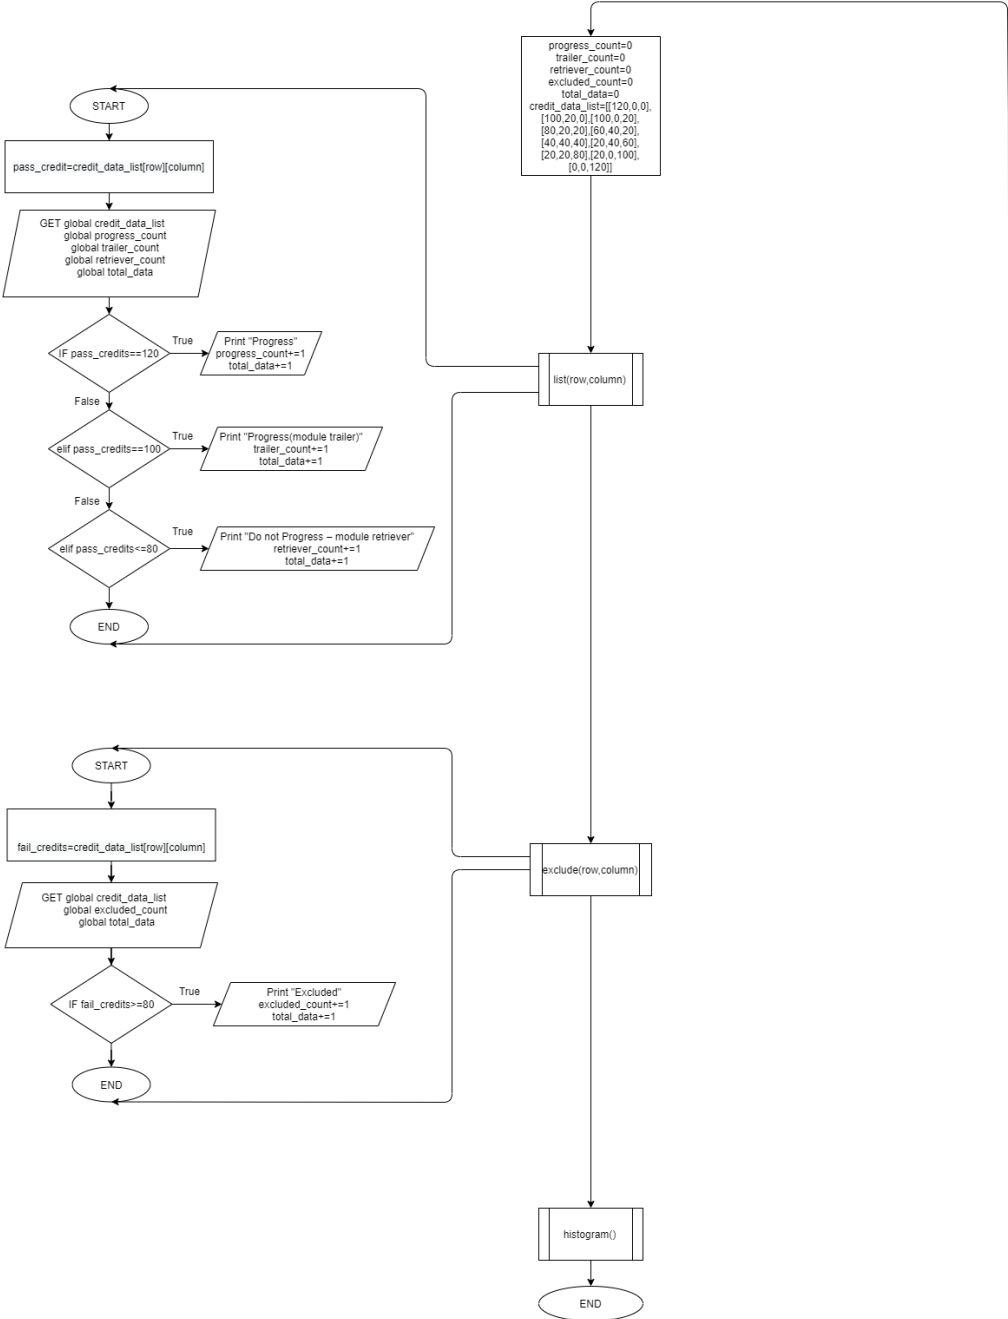 progress_count=0
trailer_count=0
retriever_count=0
excluded_count=0
total_data=0
credit_data_list=[[120,0,0],
[100,20,0],[100,0,20],
[80,20,20],[60,40,20],
[40,40,40],[20,40,60],
[20,20,80],[20,0,100],
[0,0,120]]
START
pass_credit=credit_data_list[row][column]
GET global credit_data_list
global progress_count
global trailer_count
global retriever_count
global total_data
IF pass_credits==120
True
Print "Progress"
progress_count+=1
total_data+=1
False
elif pass_credits==100
True
Print "Progress(module trailer)"
trailer_count+=1
total_data+=1
False
elif pass_credits<=80
True
Print "Do not Progress – module retriever"
retriever_count+=1
total_data+=1
END
list(row,column)
START
fail_credits=credit_data_list[row][column]
GET global credit_data_list
global excluded_count
global total_data
IF fail_credits>=80
True
Print "Excluded"
excluded_count+=1
total_data+=1
END
exclude(row,column)
histogram()
END